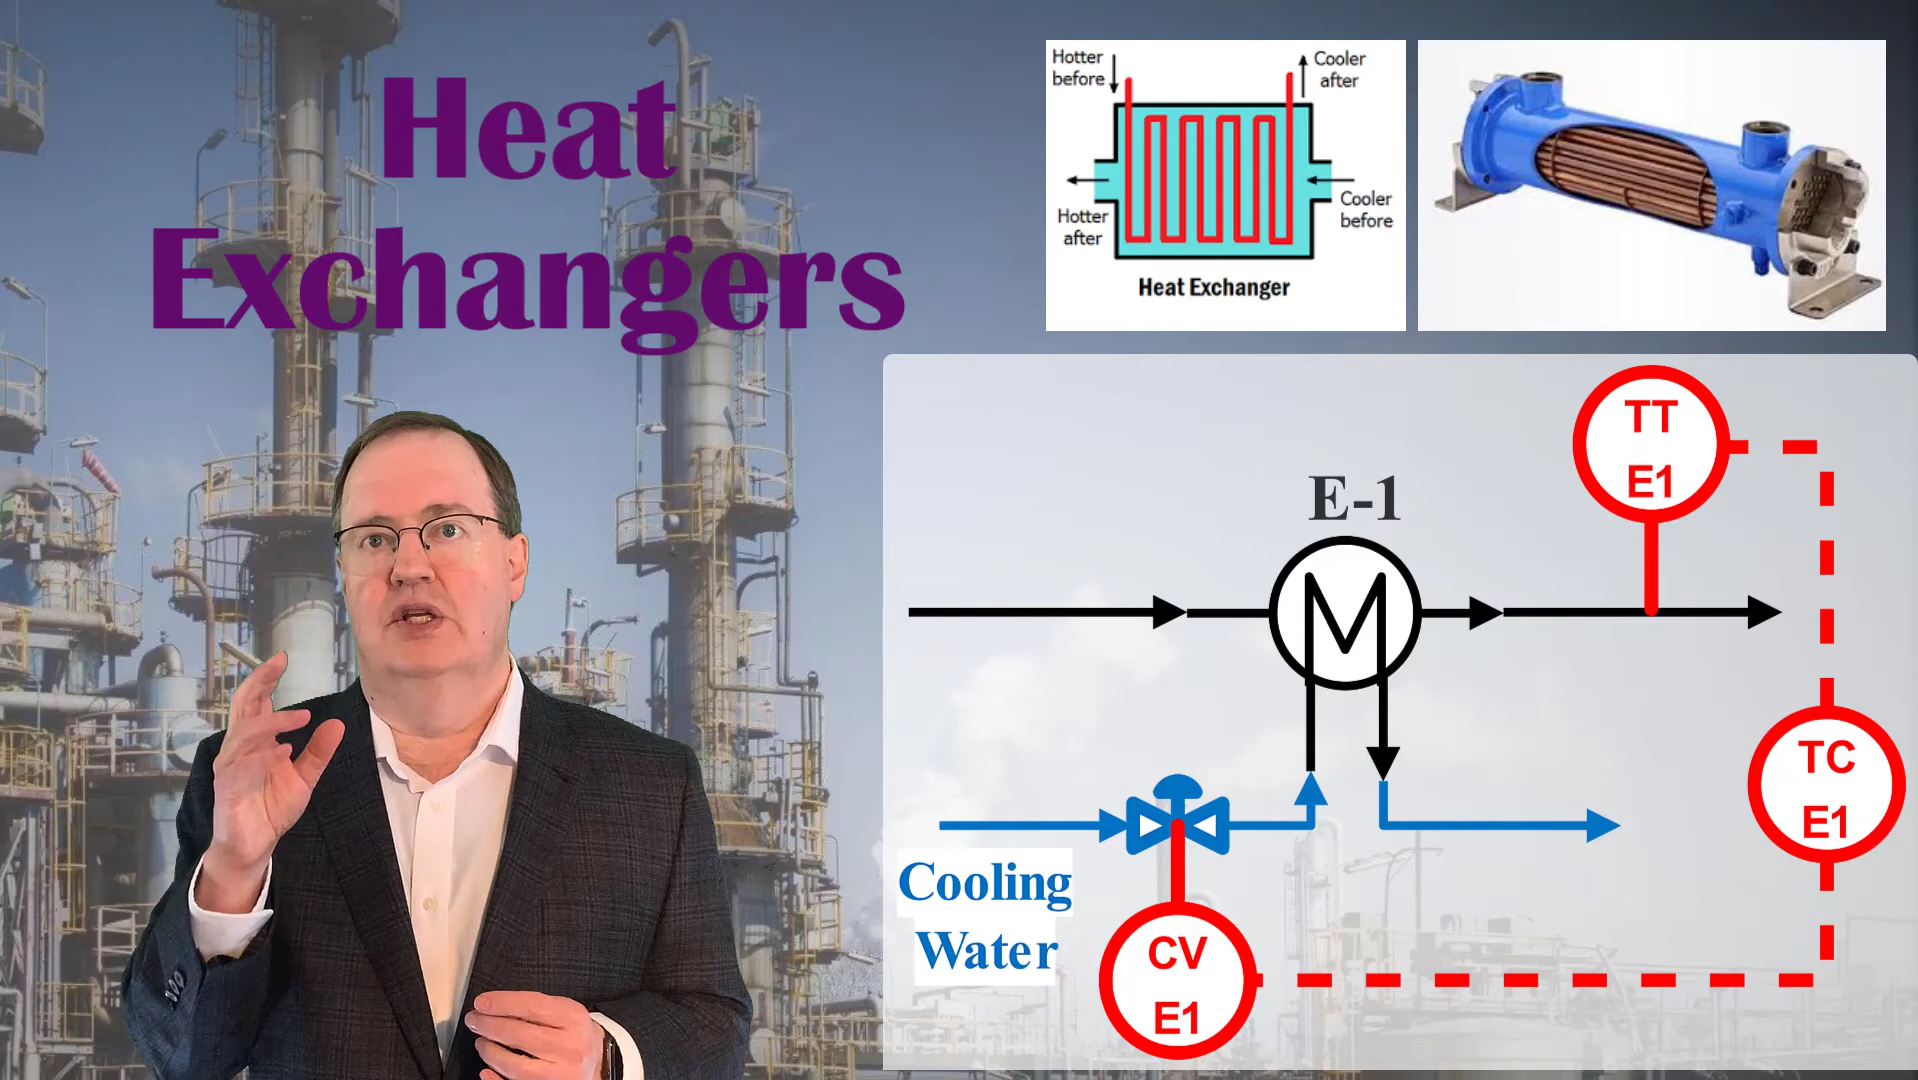 Heat
Exchangers
Hotter
before
Cooler
after
Hotter
after
Cooler
before
Heat Exchanger
TT
E1
E-1
TC
E1
Cooling
Water
CV
E1